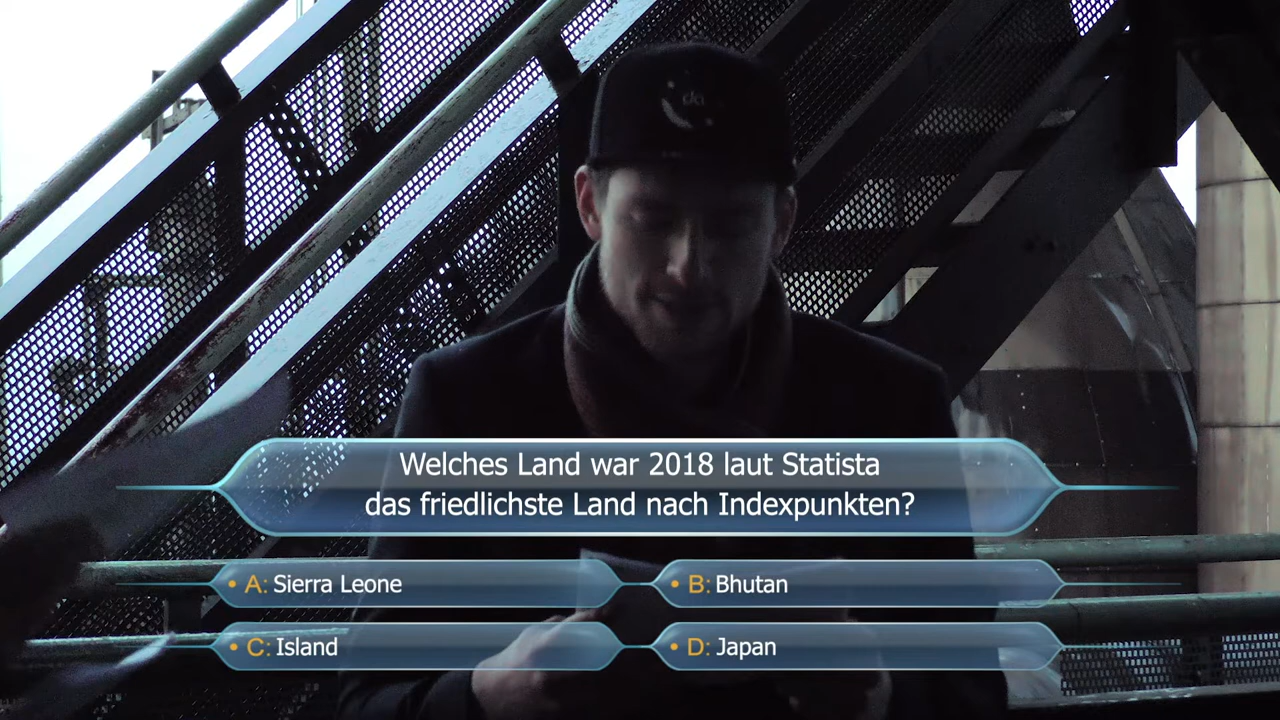 Welches Land war 2018 laut Statista
das friedlichste Land nach Indexpunkten?
A: Sierra Leone
B: Bhutan
C: Island
D: Japan